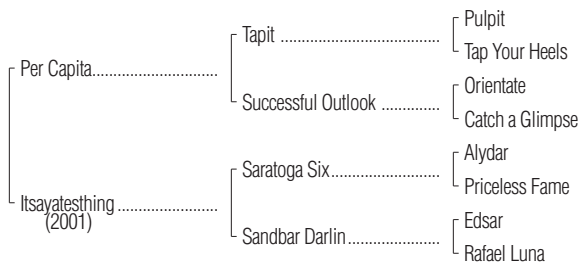 Pulpit
Tapit
Tap Your Heels
Per Capita
Orientate
Successful Outlook
Catch a Glimpse
Alydar
Saratoga Six
Priceless Fame
Itsayatesthing
(2001)
Edsar
Sandbar Darlin
Rafael Luna